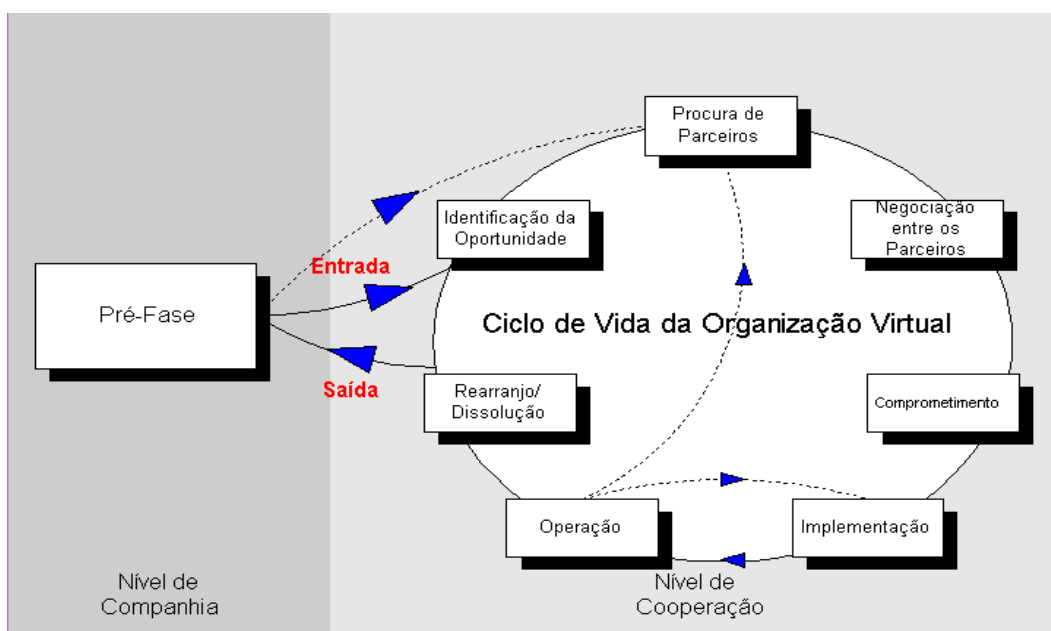 Procura de
Parceiros
Identificação da
Oportunidade
Negociação
entre os
Parceiros
Entrada
Pré-Fase
Ciclo de Vida da Organização Virtual
Saída
Rearranjo/
Dissolução
Comprometimento
Operação
Implementação
Nível de
Companhia
Nível de
Cooperação